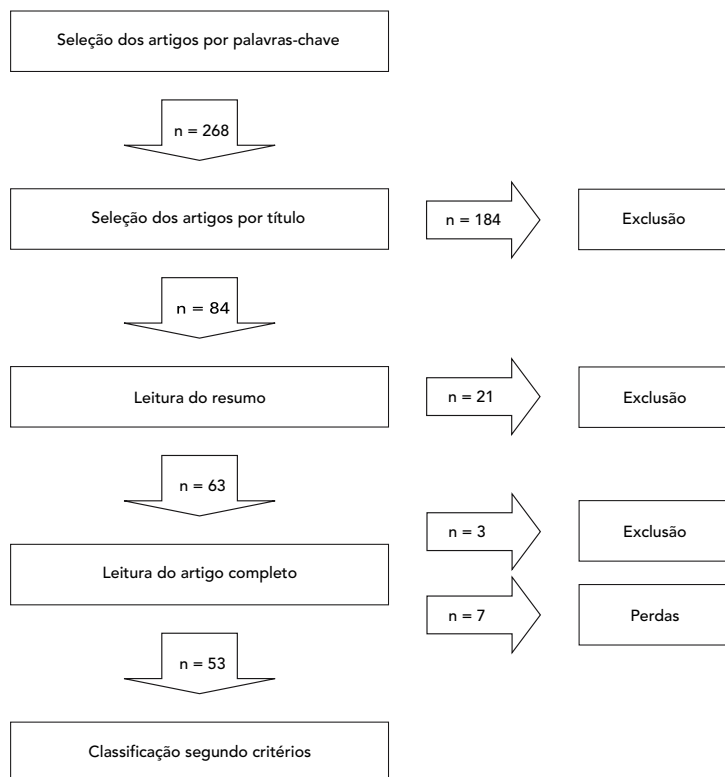 Seleção dos artigos por palavras-chave
n = 268
Seleção dos artigos por título
n = 184
Exclusão
n = 84
Leitura do resumo
n = 21
Exclusão
n = 63
n = 3
Exclusão
Leitura do artigo completo
n = 7
Perdas
n = 53
Classificação segundo critérios